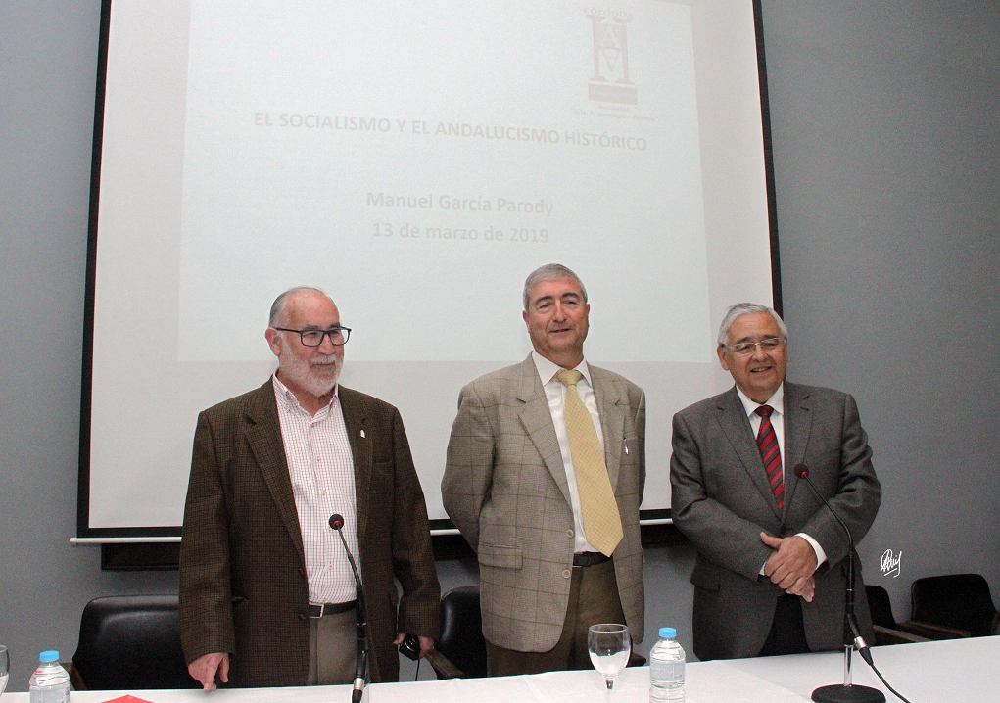 EL SOCIALISMO Y EL ANDALUCISMO HISTÓRICO
Manuel García Parody
13 de marzo de 2019